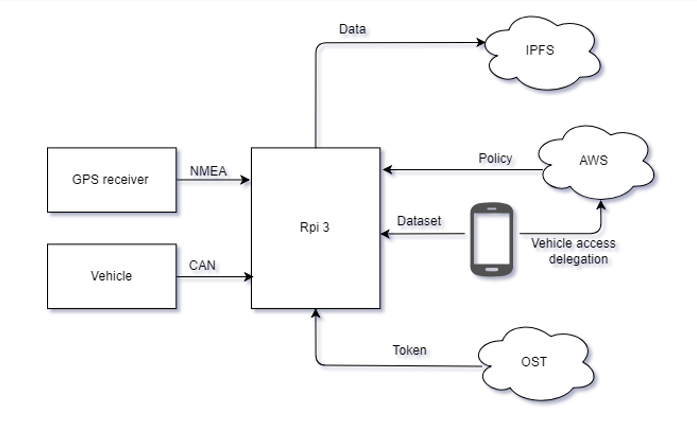 Data
IPFS
GPS receiver
NMEA
Policy
AWS
Rpi 3
Dataset
Vehicle access
delegation
Vehicle
CAN
Token
OST